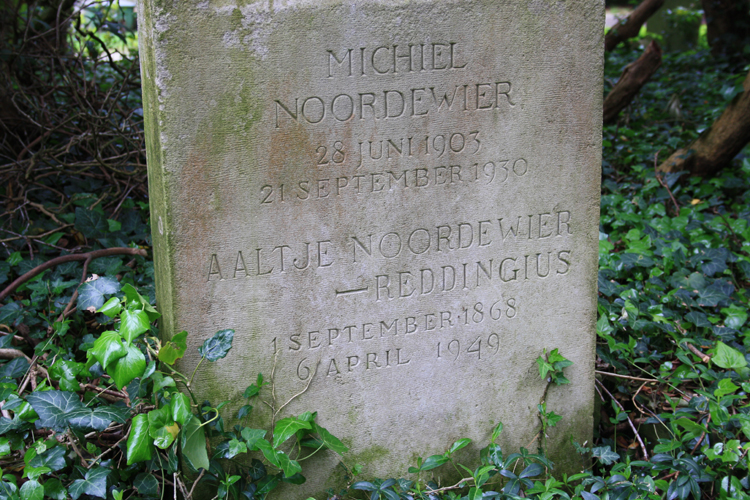 MICHIEL
NOORDEWIER
28 JUNI 1903
21 SEPTEMBER 1930
AALTJE NOORDEWIER
—REDDINGIUS
1 SEPTEMBER · 1868
6 APRIL 1949